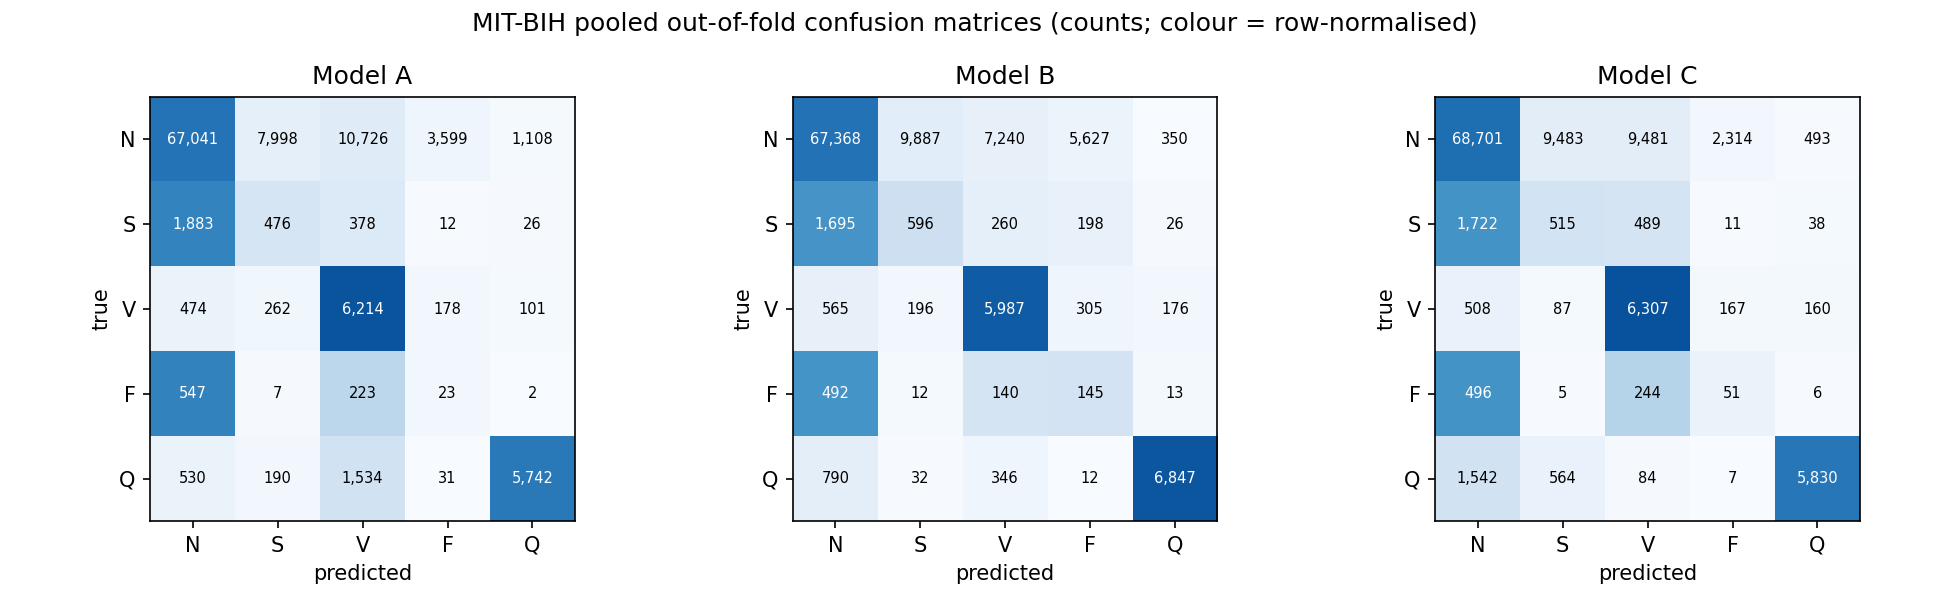 MIT-BIH pooled out-of-fold confusion matrices (counts; colour = row-normalised)
Model A
N 67,041 7,998 10,726 3,599 1,108
S 1,883 476 378 12 26
V 474 262 6,214 178 101
F 547 7 223 23 2
Q 530 190 1,534 31 5,742
N S V F Q
predicted
true
Model B
67,368 9,887 7,240 5,627 350
N
S 1,695 596 260 198 26
V 565 196 5,987 305 176
F 492 12 140 145 13
Q 790 32 346 12 6,847
N S V F Q
predicted
true
Model C
N 68,701 9,483 9,481 2,314 493
S 1,722 515 489 11 38
V 508 87 6,307 167 160
F 496 5 244 51 6
Q 1,542 564 84 7 5,830
N S V F Q
predicted
true